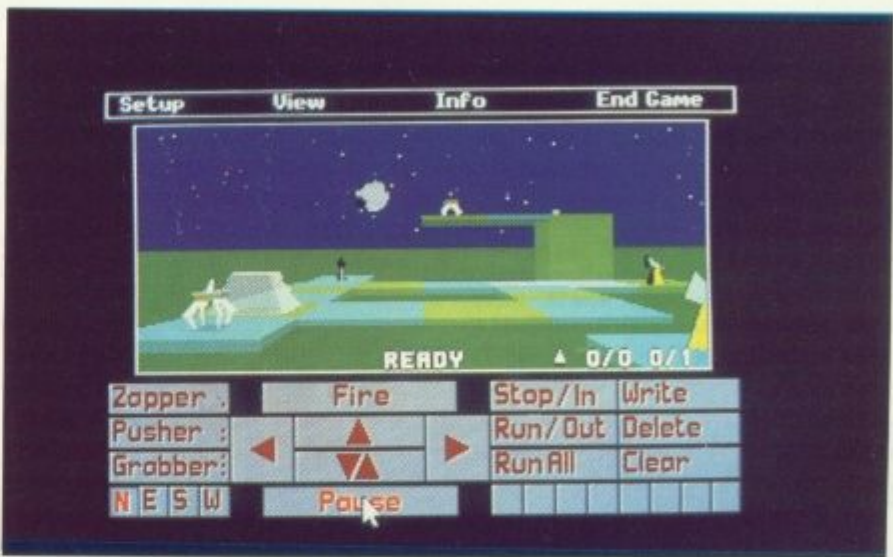 Setup View Info End Game
READY 0/0 0/1
Zapper . Fire Stop/In Write
Pusher : Run/Out Delete
Grabber: Run All Clear
N E S W Pause